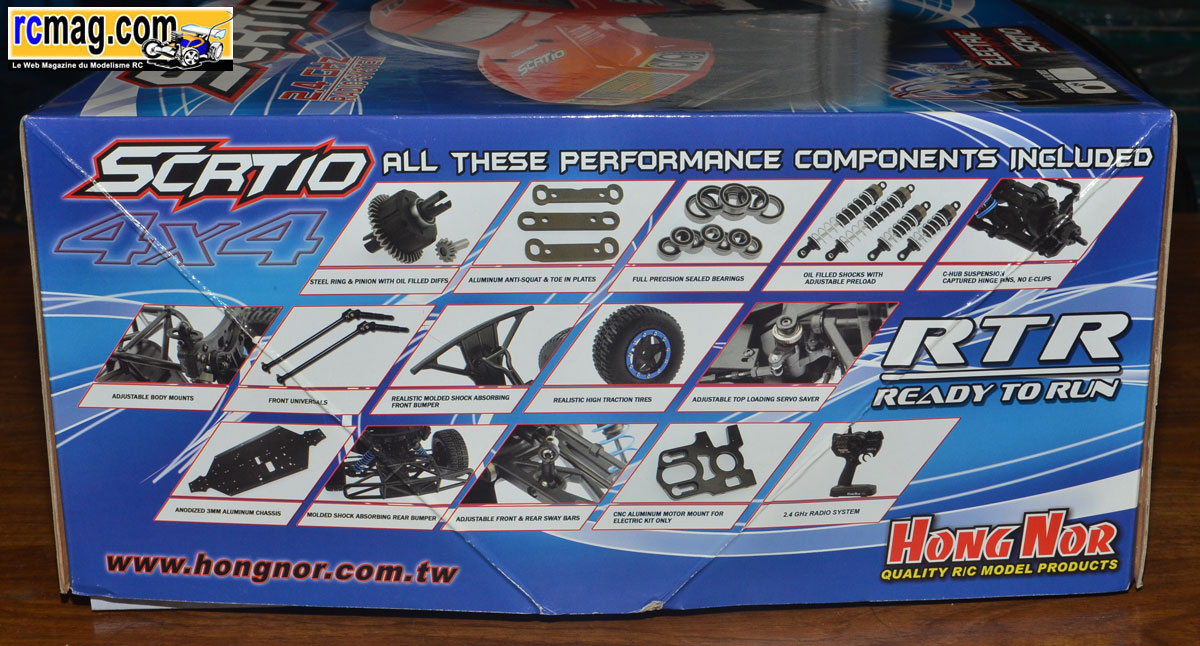 rcmag.com
Le Web Magazine du Modelisme RC
SCRT10
SCRT10
SCRT10
4x4
ALL THESE PERFORMANCE COMPONENTS INCLUDED
STEEL RING & PINION WITH OIL FILLED DIFFS
ALUMINUM ANTI-SQUAT & TOE IN PLATES
FULL PRECISION SEALED BEARINGS
OIL FILLED SHOCKS WITH
ADJUSTABLE PRELOAD
C-HUB SUSPENSION
CAPTURED HINGE PINS, NO E-CLIPS
ADJUSTABLE BODY MOUNTS
FRONT UNIVERSALS
REALISTIC MOLDED SHOCK ABSORBING
FRONT BUMPER
REALISTIC HIGH TRACTION TIRES
ADJUSTABLE TOP LOADING SERVO SAVER
RTR
READY TO RUN
ANODIZED 3MM ALUMINUM CHASSIS
MOLDED SHOCK ABSORBING REAR BUMPER
ADJUSTABLE FRONT & REAR SWAY BARS
CNC ALUMINUM MOTOR MOUNT FOR
ELECTRIC KIT ONLY
2.4 GHz RADIO SYSTEM
www.hongnor.com.tw
HONG NOR
QUALITY R/C MODEL PRODUCTS